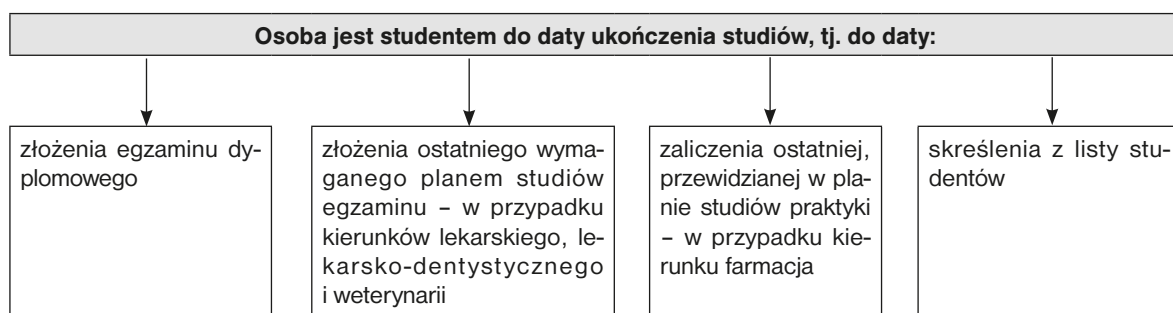 Osoba jest studentem do daty ukończenia studiów, tj. do daty:
złożenia egzaminu dy-
plomowego
złożenia ostatniego wyma-
ganego planem studiów
egzaminu – w przypadku
kierunków lekarskiego, le-
karsko-dentystycznego
i weterynarii
zaliczenia ostatniej,
przewidzianej w pla-
nie studiów praktyki
– w przypadku kie-
runku farmacja
skreślenia z listy stu-
dentów